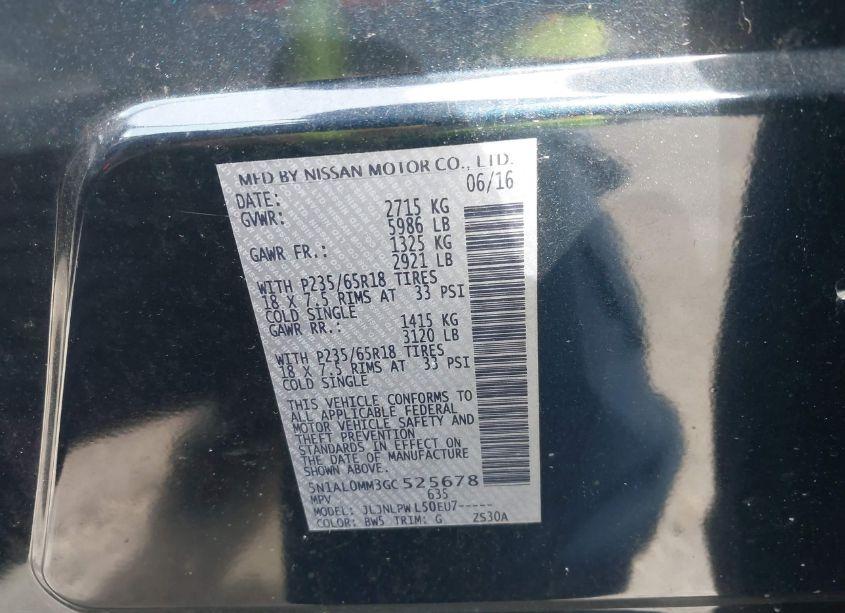 MFD BY NISSAN MOTOR CO., LTD.
DATE: 06/16
GVWR: 2715 KG
5986 LB
GAWR FR.: 1325 KG
2921 LB
WITH P235/65R18 TIRES
18 X 7.5 RIMS AT 33 PSI
COLD SINGLE
GAWR RR.: 1415 KG
3120 LB
WITH P235/65R18 TIRES
18 X 7.5 RIMS AT 33 PSI
COLD SINGLE
THIS VEHICLE CONFORMS TO
ALL APPLICABLE FEDERAL
MOTOR VEHICLE SAFETY AND
THEFT PREVENTION
STANDARDS IN EFFECT ON
THE DATE OF MANUFACTURE
SHOWN ABOVE.
5N1AL0MM3GC525678
MPV 635
MODEL: JLJNLPWL50EU7-----
COLOR: BW5 TRIM: G ZS30A